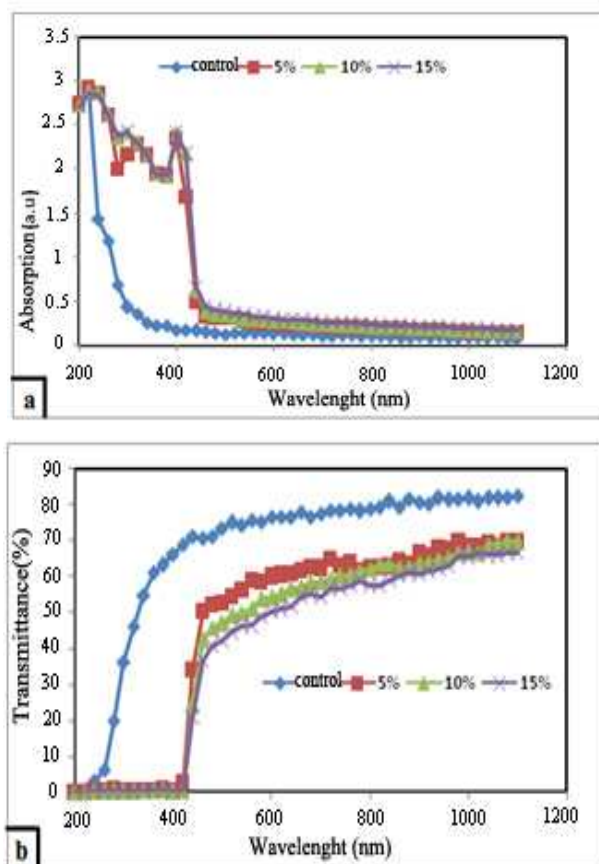 3.5
3
2.5
2
1.5
1
0.5
0
control 5% 10% 15%
Absorption (a.u)
200 400 600 800 1000 1200
Wavelenght (nm)
a
90
80
70
60
50
40
30
20
10
0
Transmittance(%)
control 5% 10% 15%
200 400 600 800 1000 1200
Wavelenght (nm)
b